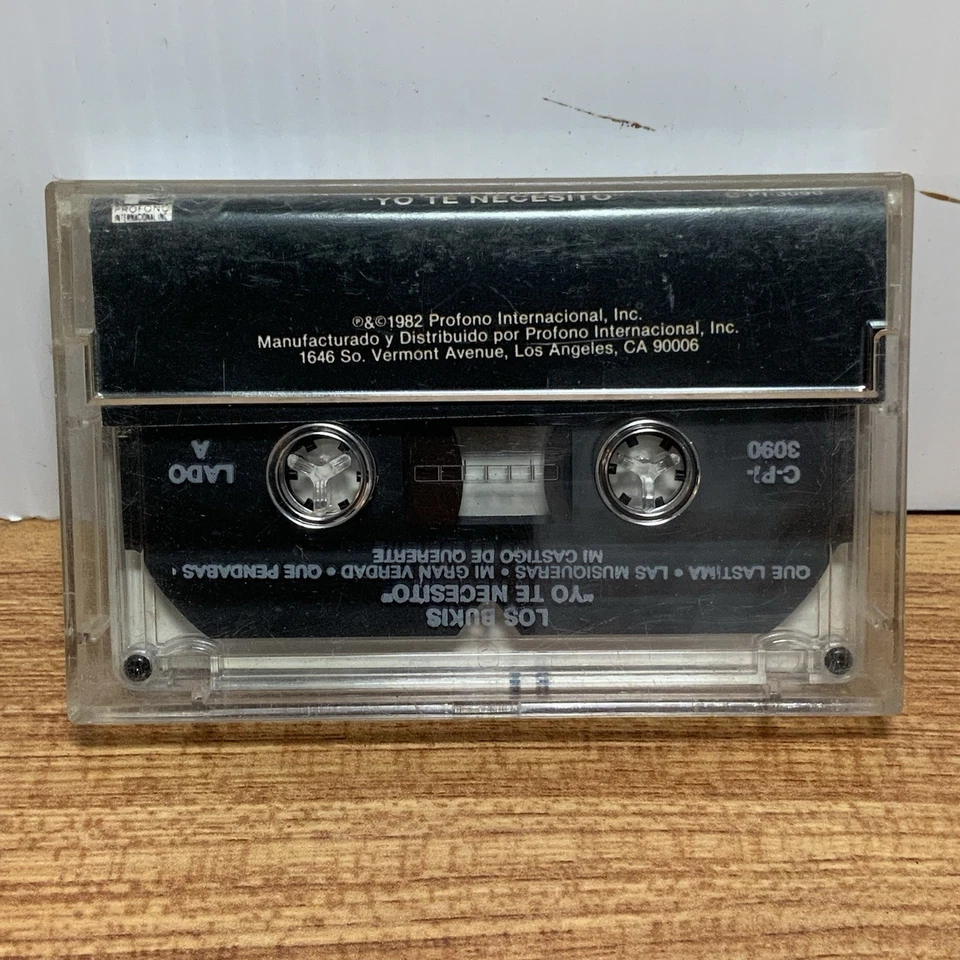 PROFONO
INTERNACIONAL INC.
"YO TE NECESITO"
℗&©1982 Profono Internacional, Inc.
Manufacturado y Distribuido por Profono Internacional, Inc.
1646 So. Vermont Avenue, Los Angeles, CA 90006
LOS BUKIS
"YO TE NECESITO"
QUE LASTIMA • LAS MUSIQUERAS • MI GRAN VERDAD • QUE PENDABAS •
MI CASTIGO DE QUERERTE
3090
LADO
A